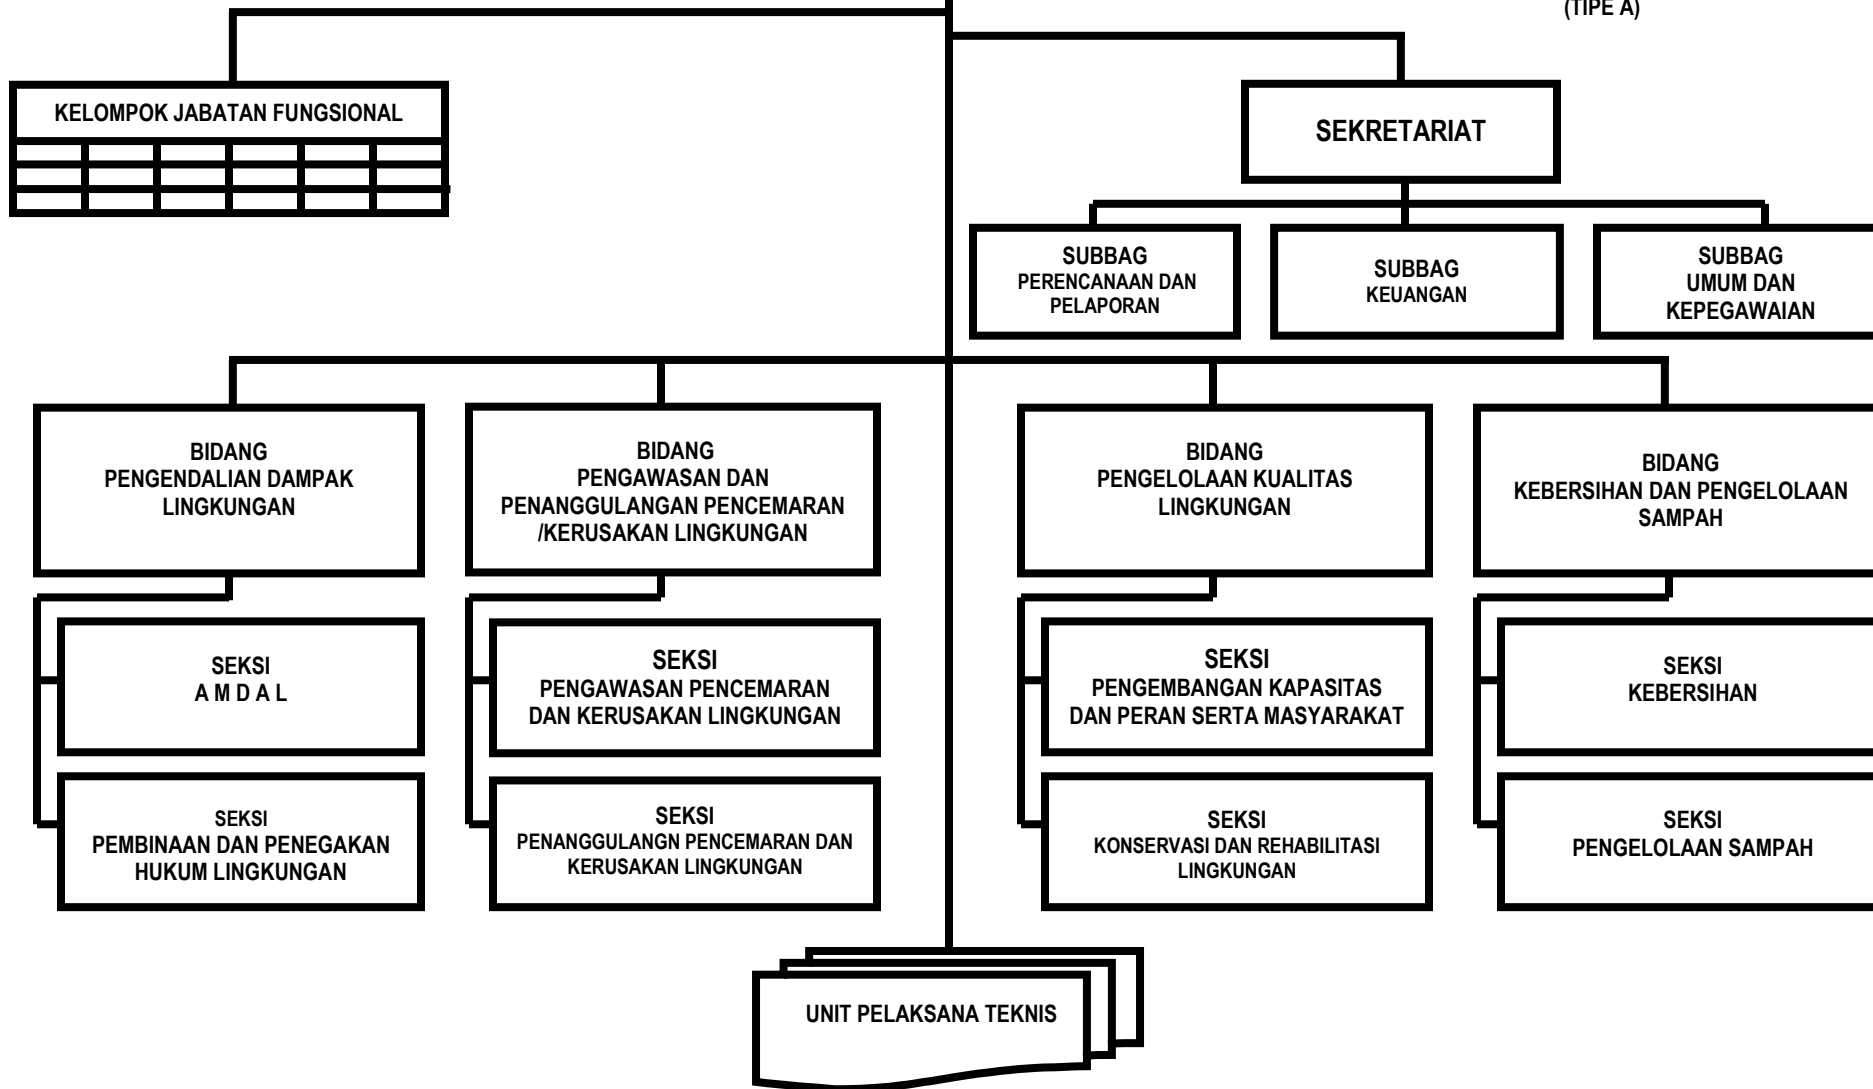 (TIPE A)
KELOMPOK JABATAN FUNGSIONAL
SEKRETARIAT
SUBBAG
PERENCANAAN DAN
PELAPORAN
SUBBAG
KEUANGAN
SUBBAG
UMUM DAN
KEPEGAWAIAN
BIDANG
PENGENDALIAN DAMPAK
LINGKUNGAN
BIDANG
PENGAWASAN DAN
PENANGGULANGAN PENCEMARAN
/KERUSAKAN LINGKUNGAN
BIDANG
PENGELOLAAN KUALITAS
LINGKUNGAN
BIDANG
KEBERSIHAN DAN PENGELOLAAN
SAMPAH
SEKSI
A M D A L
SEKSI
PENGAWASAN PENCEMARAN
DAN KERUSAKAN LINGKUNGAN
SEKSI
PENGEMBANGAN KAPASITAS
DAN PERAN SERTA MASYARAKAT
SEKSI
KEBERSIHAN
SEKSI
PEMBINAAN DAN PENEGAKAN
HUKUM LINGKUNGAN
SEKSI
PENANGGULANGN PENCEMARAN DAN
KERUSAKAN LINGKUNGAN
SEKSI
KONSERVASI DAN REHABILITASI
LINGKUNGAN
SEKSI
PENGELOLAAN SAMPAH
UNIT PELAKSANA TEKNIS